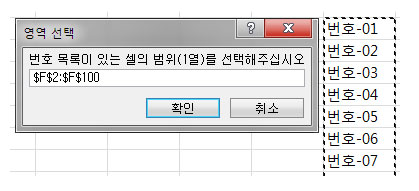 영역 선택
번호 목록이 있는 셀의 범위(1열)를 선택해주십시오
$F$2:$F$100
확인
취소
번호-01
번호-02
번호-03
번호-04
번호-05
번호-06
번호-07